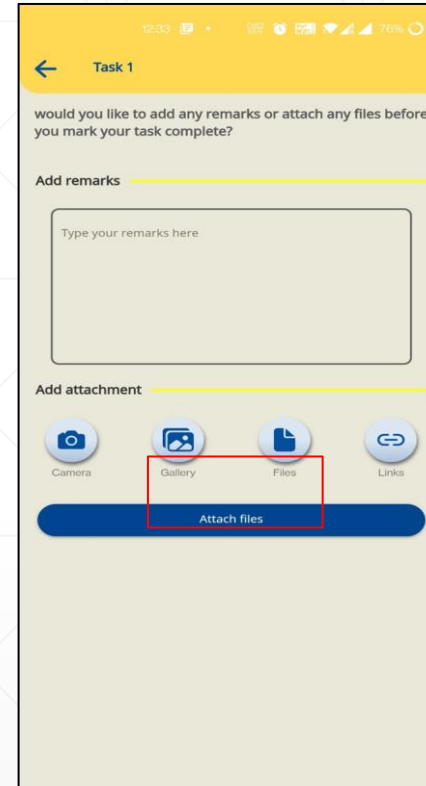 12:33 76%
Task 1
would you like to add any remarks or attach any files before
you mark your task complete?
Add remarks
Type your remarks here
Add attachment
Camera Gallery Files Links
Attach files